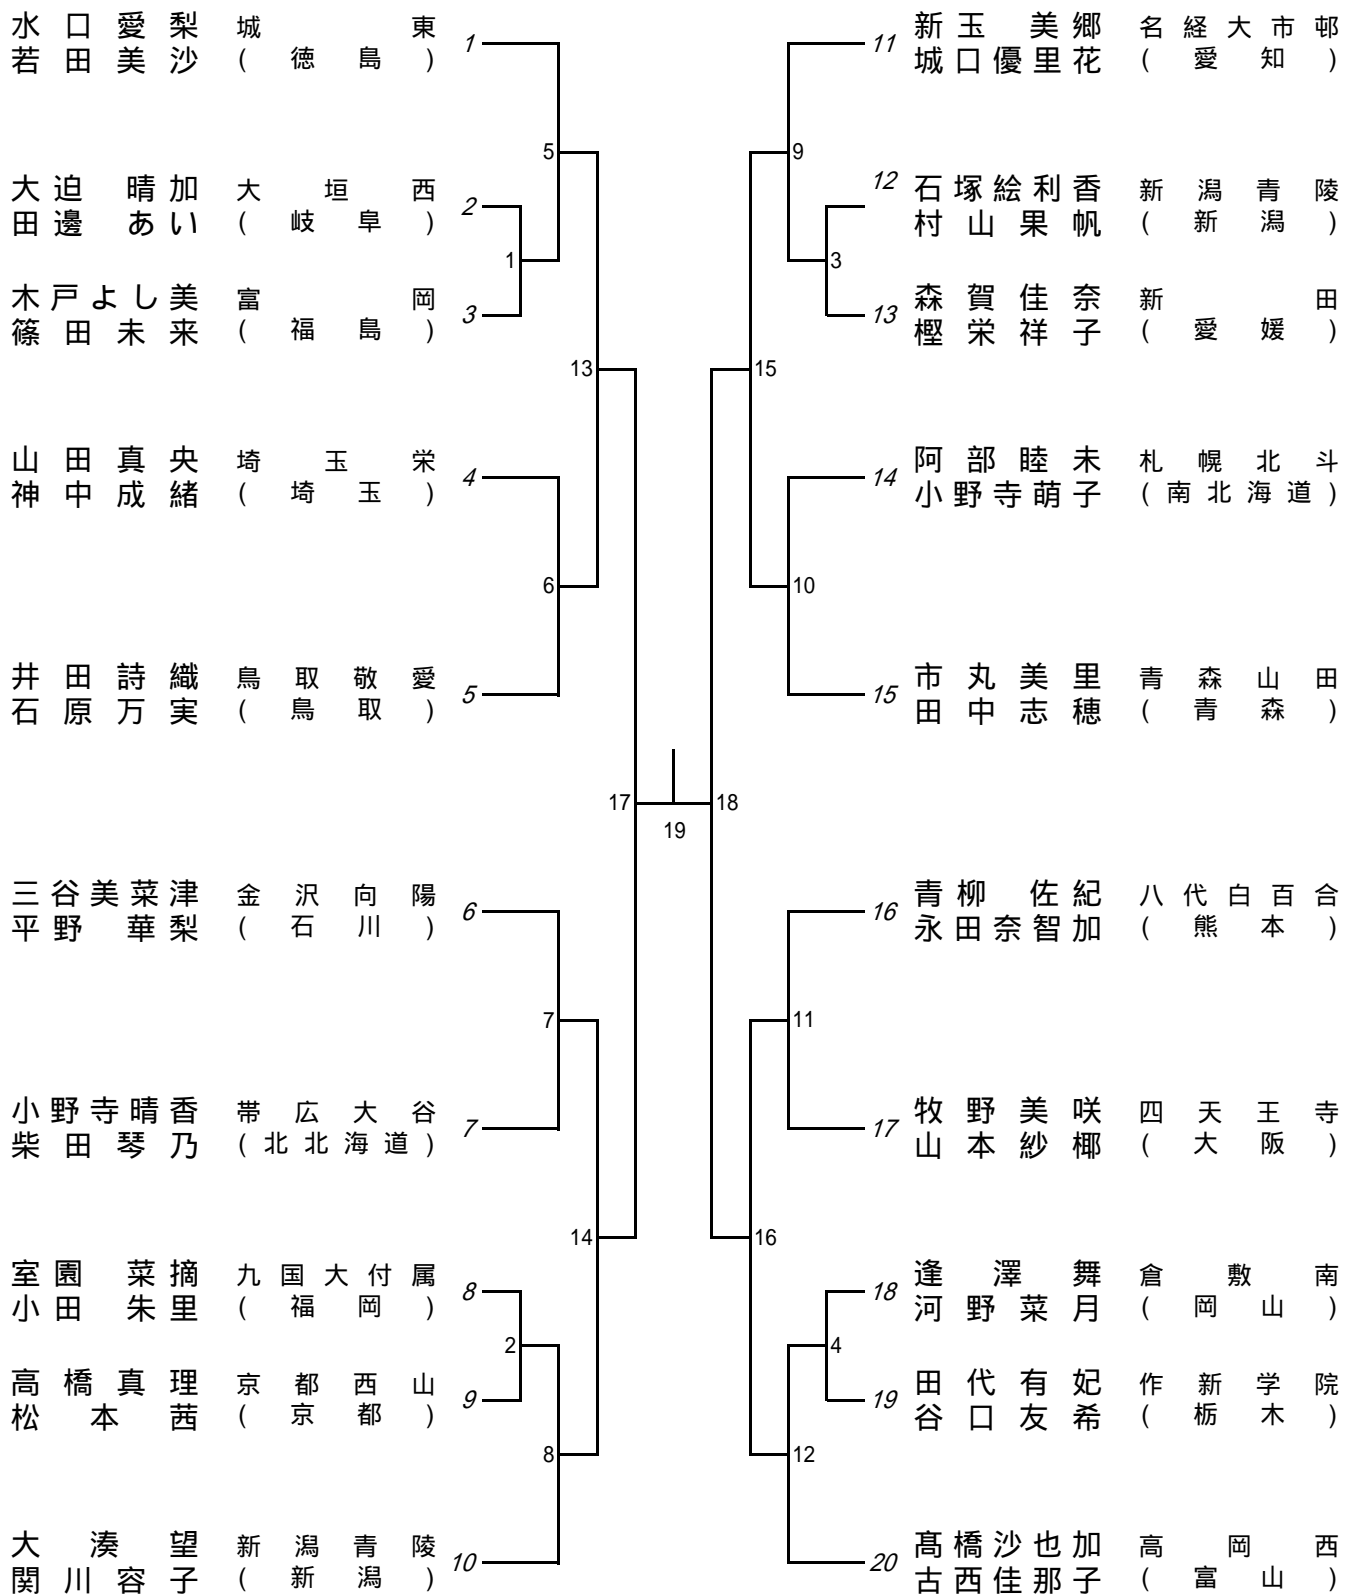 水口愛梨 城東 1
若田美沙 (徳島)
5
大迫晴加 大垣西 2
田邊あい (岐阜)
1
木戸よし美 富岡 3
篠田未来 (福島)
13
山田真央 埼玉栄 4
神中成緒 (埼玉)
6
井田詩織 鳥取敬愛 5
石原万実 (鳥取)
17
19
三谷美菜津 金沢向陽 6
平野華梨 (石川)
7
小野寺晴香 帯広大谷 7
柴田琴乃 (北北海道)
14
室園菜摘 九国大付属 8
小田朱里 (福岡)
2
高橋真理 京都西山 9
松本茜 (京都)
8
大湊望 新潟青陵 10
関川容子 (新潟)
11 新玉美郷 名経大市邨
城口優里花 (愛知)
9
12 石塚絵利香 新潟青陵
村山果帆 (新潟)
3
13 森賀佳奈 新田
樫栄祥子 (愛媛)
15
14 阿部睦未 札幌北斗
小野寺萌子 (南北海道)
10
15 市丸美里 青森山田
田中志穂 (青森)
18
16 青柳佐紀 八代白百合
永田奈智加 (熊本)
11
17 牧野美咲 四天王寺
山本紗椰 (大阪)
16
18 逢澤舞 倉敷南
河野菜月 (岡山)
4
19 田代有妃 作新学院
谷口友希 (栃木)
12
20 髙橋沙也加 高岡西
古西佳那子 (富山)